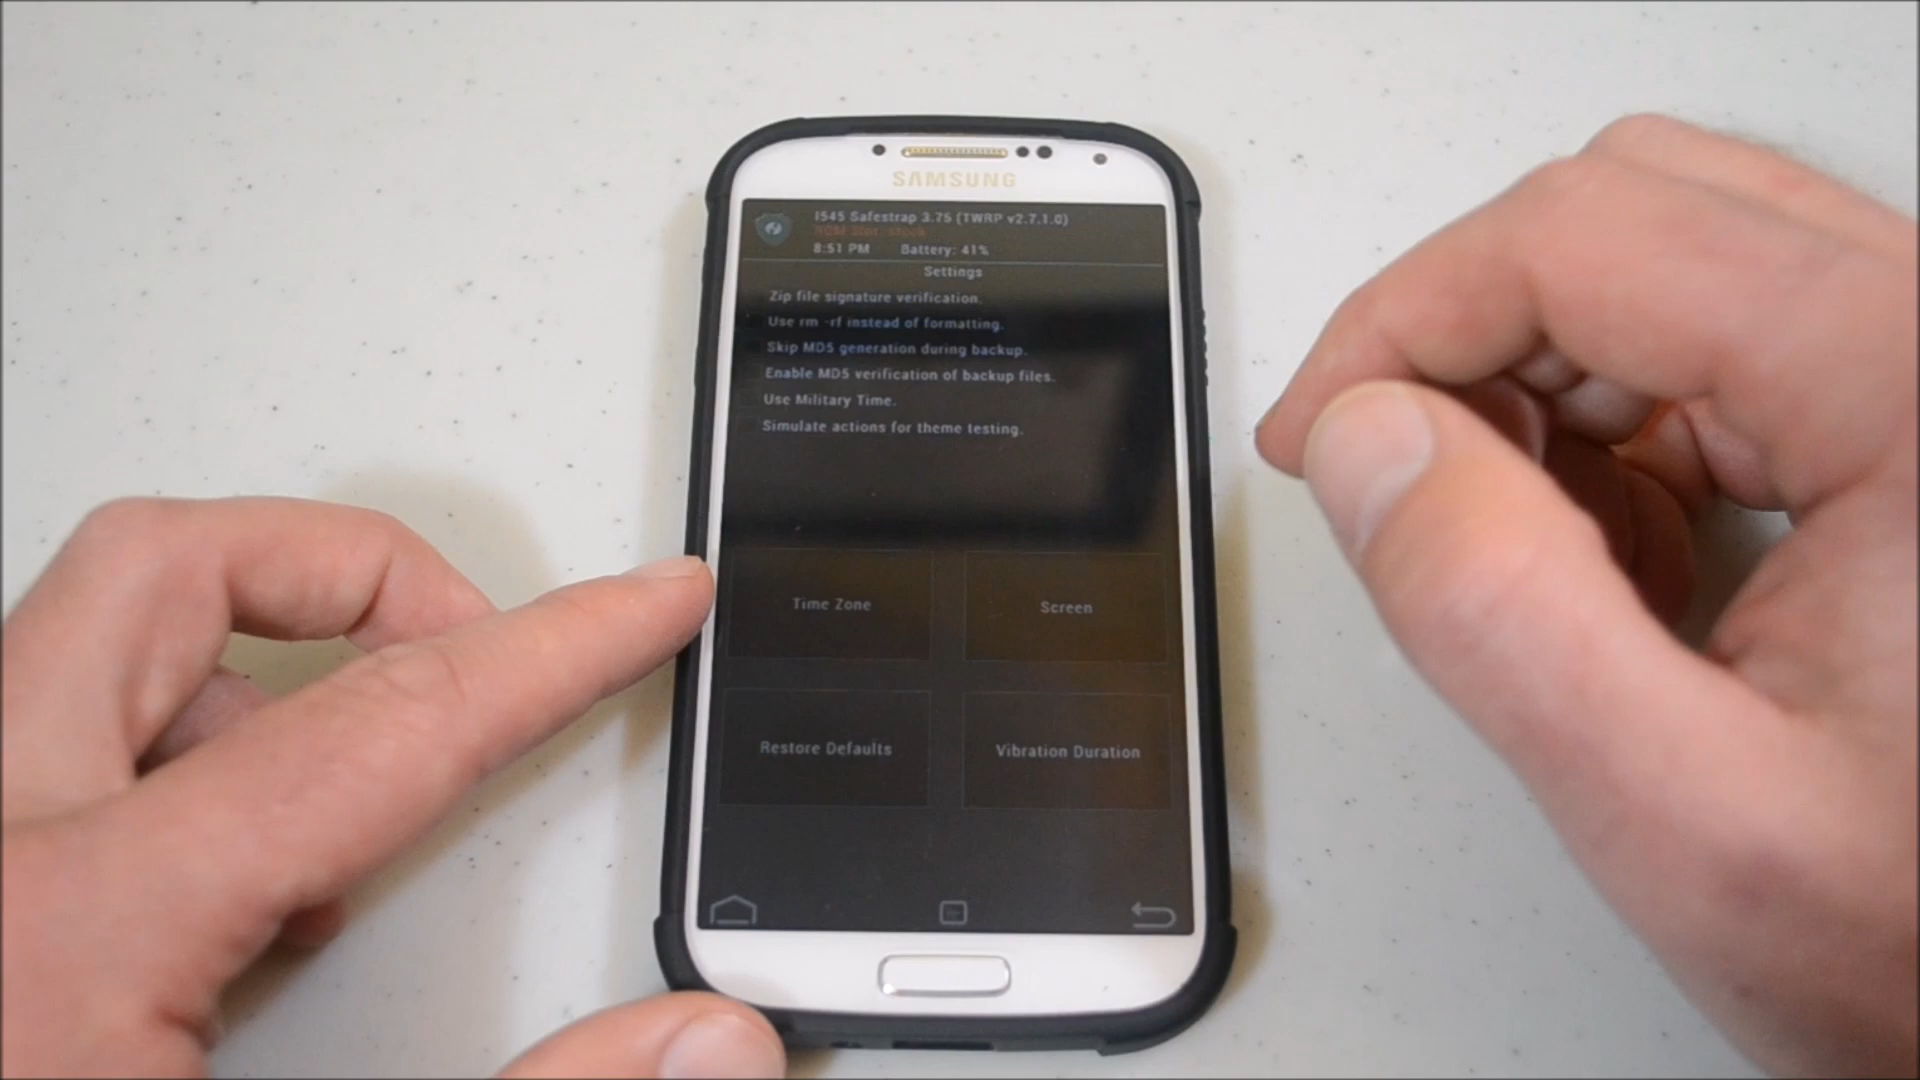 SAMSUNG
I545 Safestrap 3.75 (TWRP v2.7.1.0)
ROM Slot: stock
8:51 PM Battery: 41%
Settings
Zip file signature verification.
Use rm -rf instead of formatting.
Skip MD5 generation during backup.
Enable MD5 verification of backup files.
Use Military Time.
Simulate actions for theme testing.
Time Zone Screen
Restore Defaults Vibration Duration